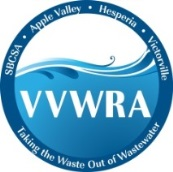 SBCSA • Apple Valley • Hesperia • Victorville
VVWRA
Taking the Waste Out of Wastewater